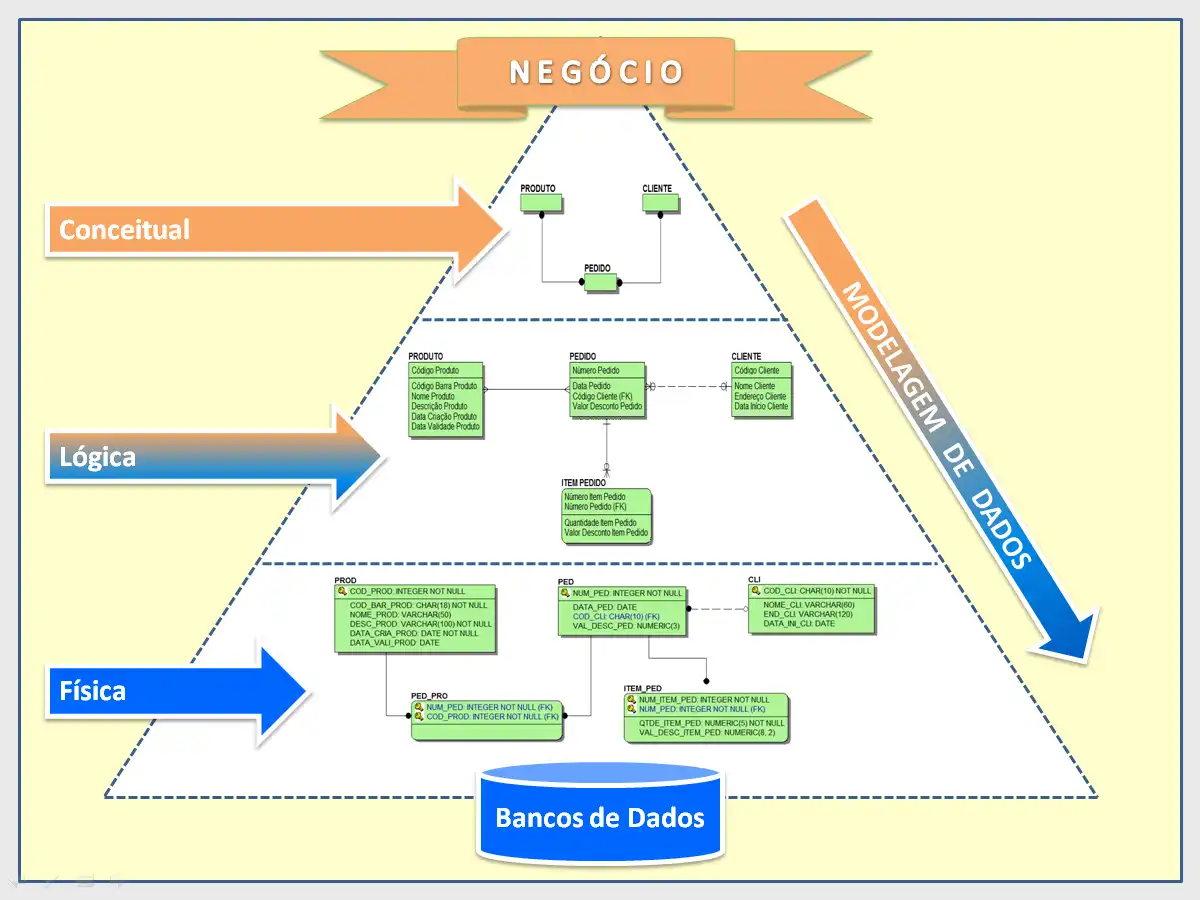 NEGÓCIO
Conceitual
PRODUTO
CLIENTE
PEDIDO
MODELAGEM DE DADOS
Lógica
PRODUTO
Código Produto
Código Barra Produto
Nome Produto
Descrição Produto
Data Criação Produto
Data Validade Produto
PEDIDO
Número Pedido
Data Pedido
Código Cliente (FK)
Valor Desconto Pedido
CLIENTE
Código Cliente
Nome Cliente
Endereço Cliente
Data Início Cliente
ITEM PEDIDO
Número Item Pedido
Número Pedido (FK)
Quantidade Item Pedido
Valor Desconto Item Pedido
Física
PROD
COD_PROD: INTEGER NOT NULL
COD_BAR_PROD: CHAR(18) NOT NULL
NOME_PROD: VARCHAR(50)
DESC_PROD: VARCHAR(100) NOT NULL
DATA_CRIA_PROD: DATE NOT NULL
DATA_VALI_PROD: DATE
PED
NUM_PED: INTEGER NOT NULL
DATA_PED: DATE
COD_CLI: CHAR(10) (FK)
VAL_DESC_PED: NUMERIC(3)
CLI
COD_CLI: CHAR(10) NOT NULL
NOME_CLI: VARCHAR(60)
END_CLI: VARCHAR(120)
DATA_INI_CLI: DATE
PED_PRO
NUM_PED: INTEGER NOT NULL (FK)
COD_PROD: INTEGER NOT NULL (FK)
ITEM_PED
NUM_ITEM_PED: INTEGER NOT NULL
NUM_PED: INTEGER NOT NULL (FK)
QTDE_ITEM_PED: NUMERIC(5) NOT NULL
VAL_DESC_ITEM_PED: NUMERIC(8, 2)
Bancos de Dados